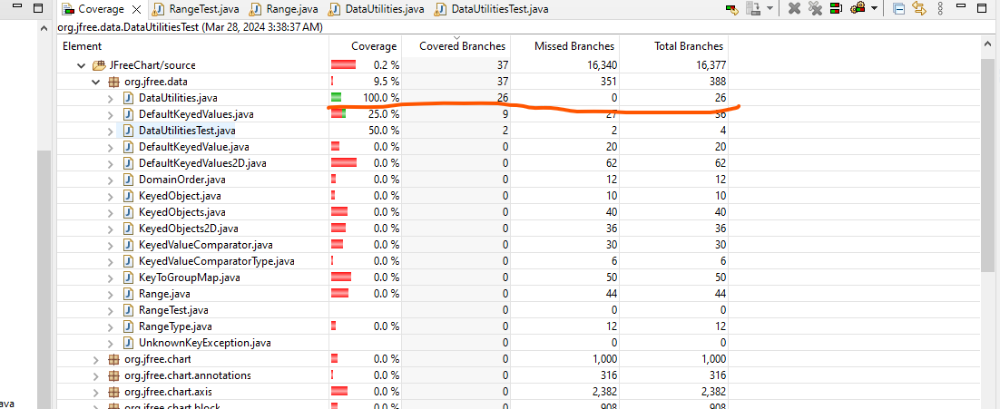 Coverage RangeTest.java Range.java DataUtilities.java DataUtilitiesTest.java
org.jfree.data.DataUtilitiesTest (Mar 28, 2024 3:38:37 AM)
Element Coverage Covered Branches Missed Branches Total Branches
JFreeChart/source 0.2 % 37 16,340 16,377
org.jfree.data 9.5 % 37 351 388
DataUtilities.java 100.0 % 26 0 26
DefaultKeyedValues.java 25.0 % 9 27 36
DataUtilitiesTest.java 50.0 % 2 2 4
DefaultKeyedValue.java 0.0 % 0 20 20
DefaultKeyedValues2D.java 0.0 % 0 62 62
DomainOrder.java 0.0 % 0 12 12
KeyedObject.java 0.0 % 0 10 10
KeyedObjects.java 0.0 % 0 40 40
KeyedObjects2D.java 0.0 % 0 36 36
KeyedValueComparator.java 0.0 % 0 30 30
KeyedValueComparatorType.java 0.0 % 0 6 6
KeyToGroupMap.java 0.0 % 0 50 50
Range.java 0.0 % 0 44 44
RangeTest.java 0 0 0
RangeType.java 0.0 % 0 12 12
UnknownKeyException.java 0 0 0
org.jfree.chart 0.0 % 0 1,000 1,000
org.jfree.chart.annotations 0.0 % 0 316 316
org.jfree.chart.axis 0.0 % 0 2,382 2,382
ava org.jfree.chart.block 0.0 % 0 908 908